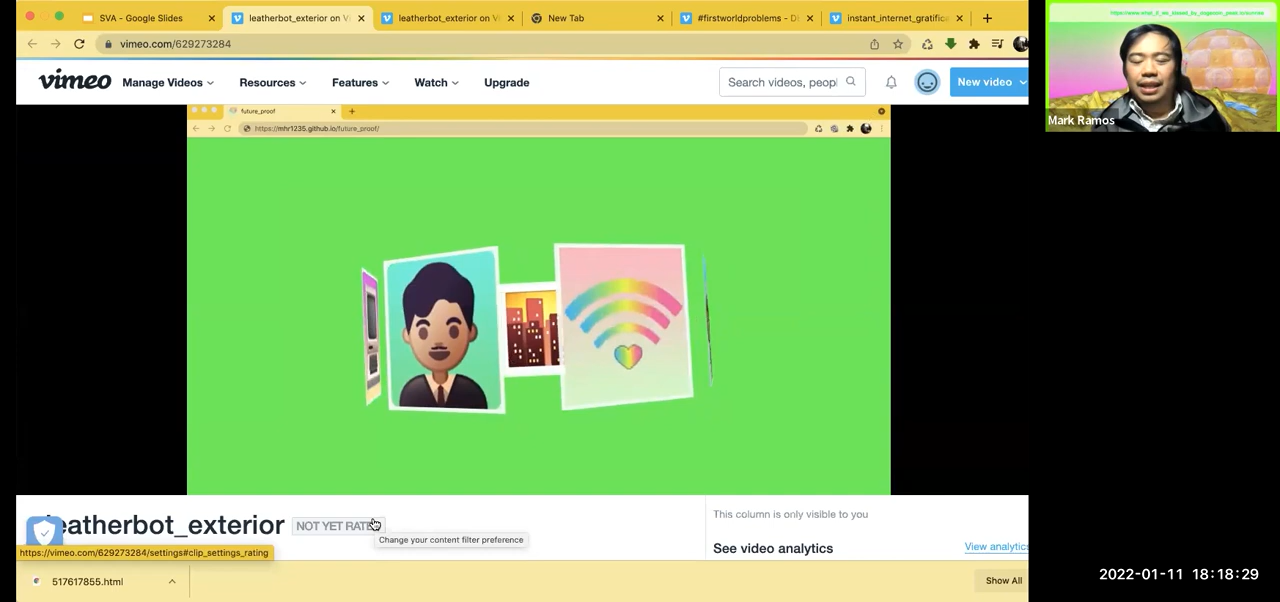 SVA - Google Slides
leatherbot_exterior on V
leatherbot_exterior on Vi
New Tab
#firstworldproblems - D
instant_internet_gratifica
vimeo.com/629273284
vimeo
Manage Videos
Resources
Features
Watch
Upgrade
Search videos, peopl
New video
future_proof
https://mhr1235.github.io/future_proof/
Mark Ramos
leatherbot_exterior
NOT YET RATE
Change your content filter preference
This column is only visible to you
See video analytics
View analytics
https://vimeo.com/629273284/settings#clip_settings_rating
517617855.html
Show All
2022-01-11 18:18:29